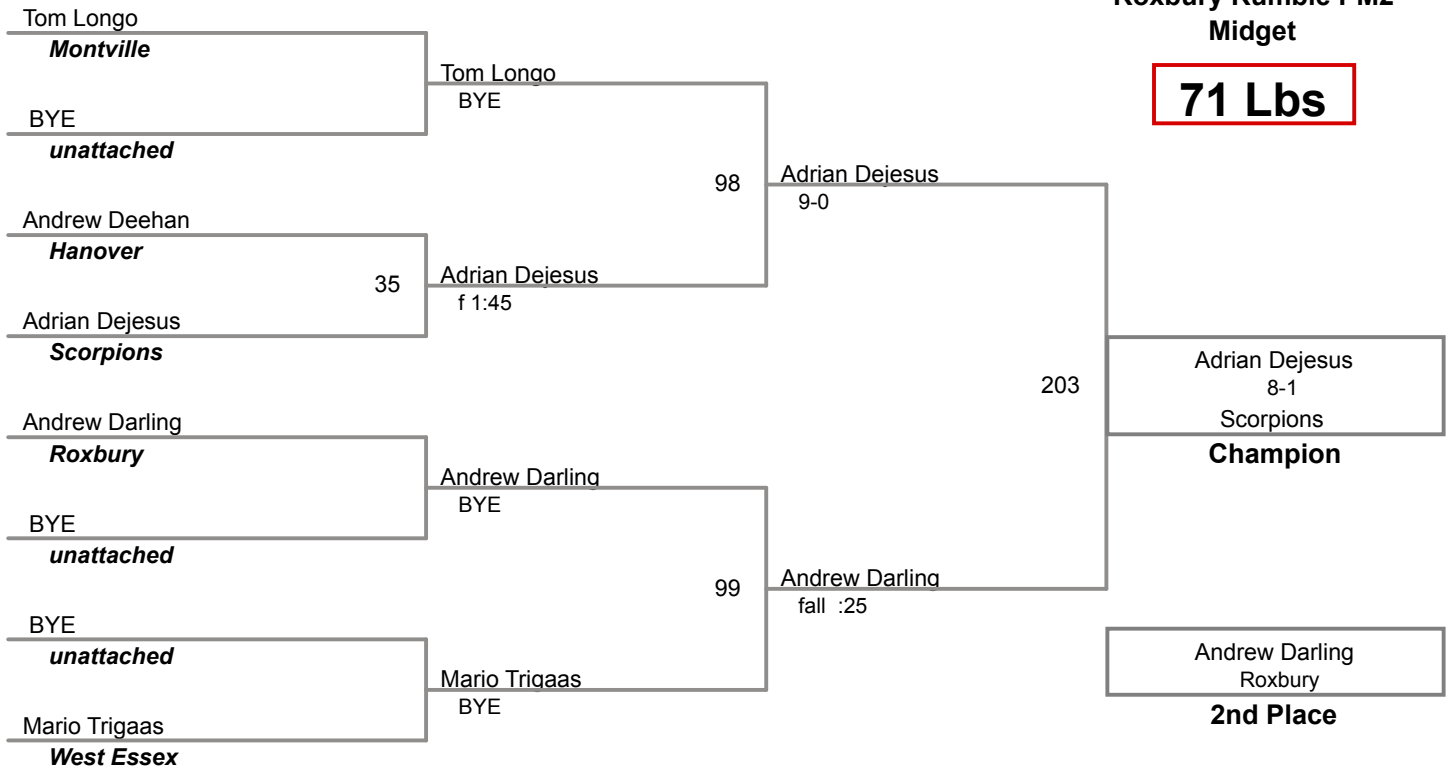 Roxbury Rumble PM2
Midget
71 Lbs
Tom Longo
Montville
BYE
unattached
Andrew Deehan
Hanover
35
Adrian Dejesus
Scorpions
Andrew Darling
Roxbury
BYE
unattached
BYE
unattached
Mario Trigaas
West Essex
Tom Longo
BYE
98
Adrian Dejesus
f 1:45
Andrew Darling
BYE
99
Mario Trigaas
BYE
Adrian Dejesus
9-0
203
Andrew Darling
fall :25
Adrian Dejesus
8-1
Scorpions
Champion
Andrew Darling
Roxbury
2nd Place